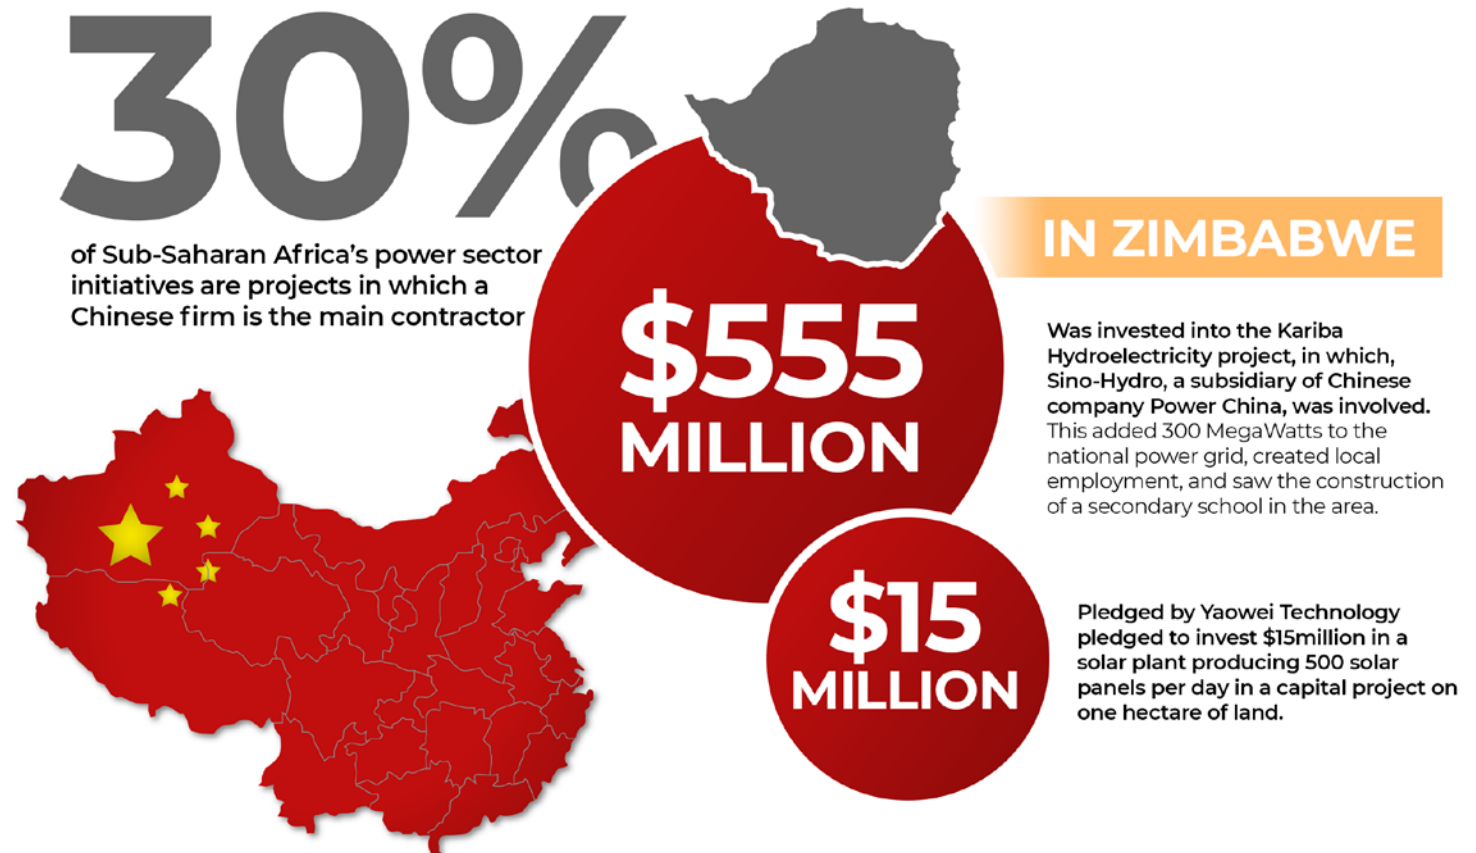 30%
of Sub-Saharan Africa's power sector
initiatives are projects in which a
Chinese firm is the main contractor
IN ZIMBABWE
$555
MILLION
Was invested into the Kariba
Hydroelectricity project, in which,
Sino-Hydro, a subsidiary of Chinese
company Power China, was involved.
This added 300 MegaWatts to the
national power grid, created local
employment, and saw the construction
of a secondary school in the area.
$15
MILLION
Pledged by Yaowei Technology
pledged to invest $15million in a
solar plant producing 500 solar
panels per day in a capital project on
one hectare of land.